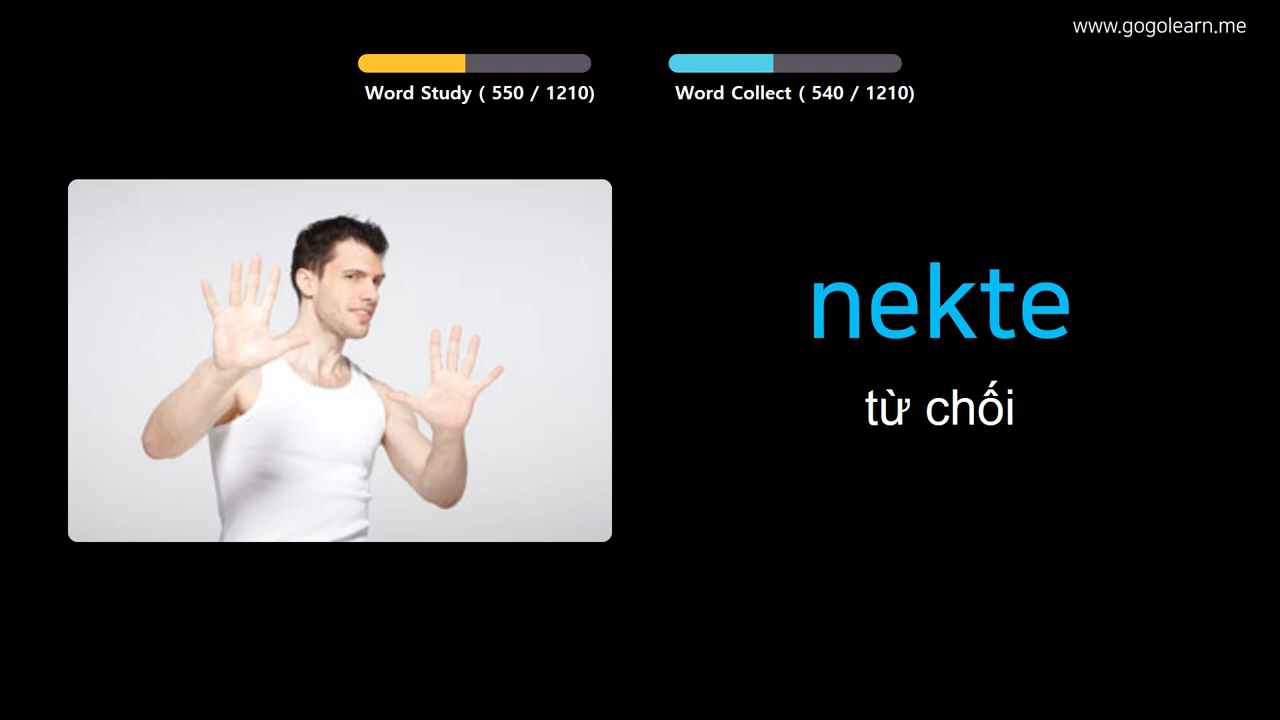 www.gogolearn.me
Word Study ( 550 / 1210)
Word Collect ( 540 / 1210)
nekte
từ chối